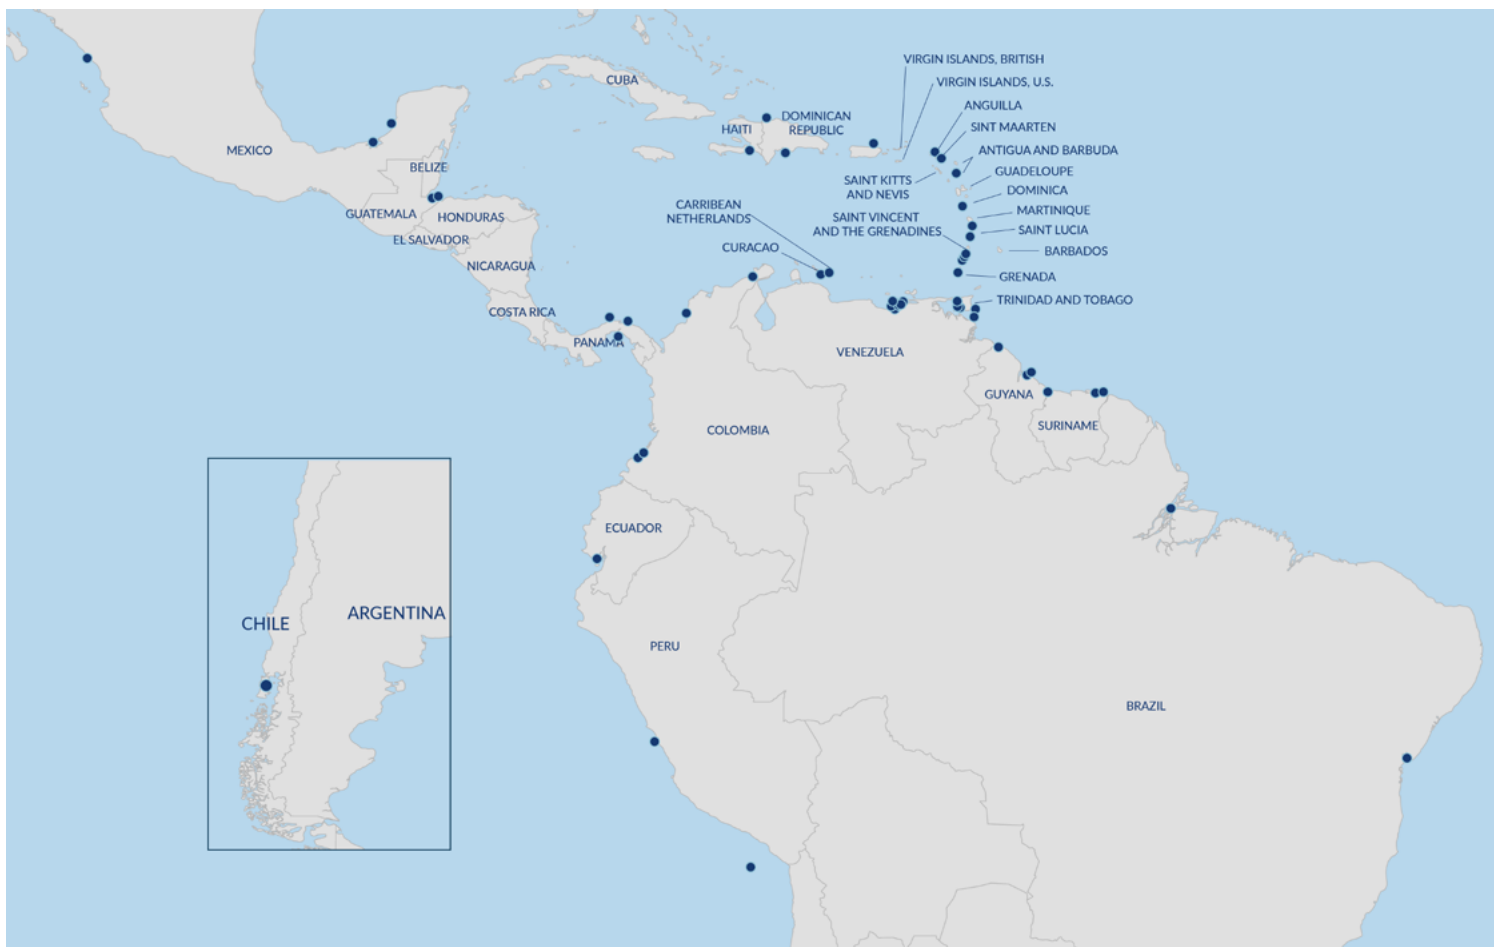 VIRGIN ISLANDS, BRITISH
CUBA
VIRGIN ISLANDS, U.S.
ANGUILLA
DOMINICAN
REPUBLIC
HAITI
SINT MAARTEN
MEXICO
ANTIGUA AND BARBUDA
BELIZE
GUADELOUPE
SAINT KITTS
AND NEVIS
DOMINICA
CARRIBEAN
NETHERLANDS
MARTINIQUE
GUATEMALA
HONDURAS
SAINT VINCENT
AND THE GRENADINES
SAINT LUCIA
EL SALVADOR
CURACAO
BARBADOS
NICARAGUA
GRENADA
TRINIDAD AND TOBAGO
COSTA RICA
PANAMA
VENEZUELA
GUYANA
SURINAME
COLOMBIA
ECUADOR
CHILE
ARGENTINA
PERU
BRAZIL